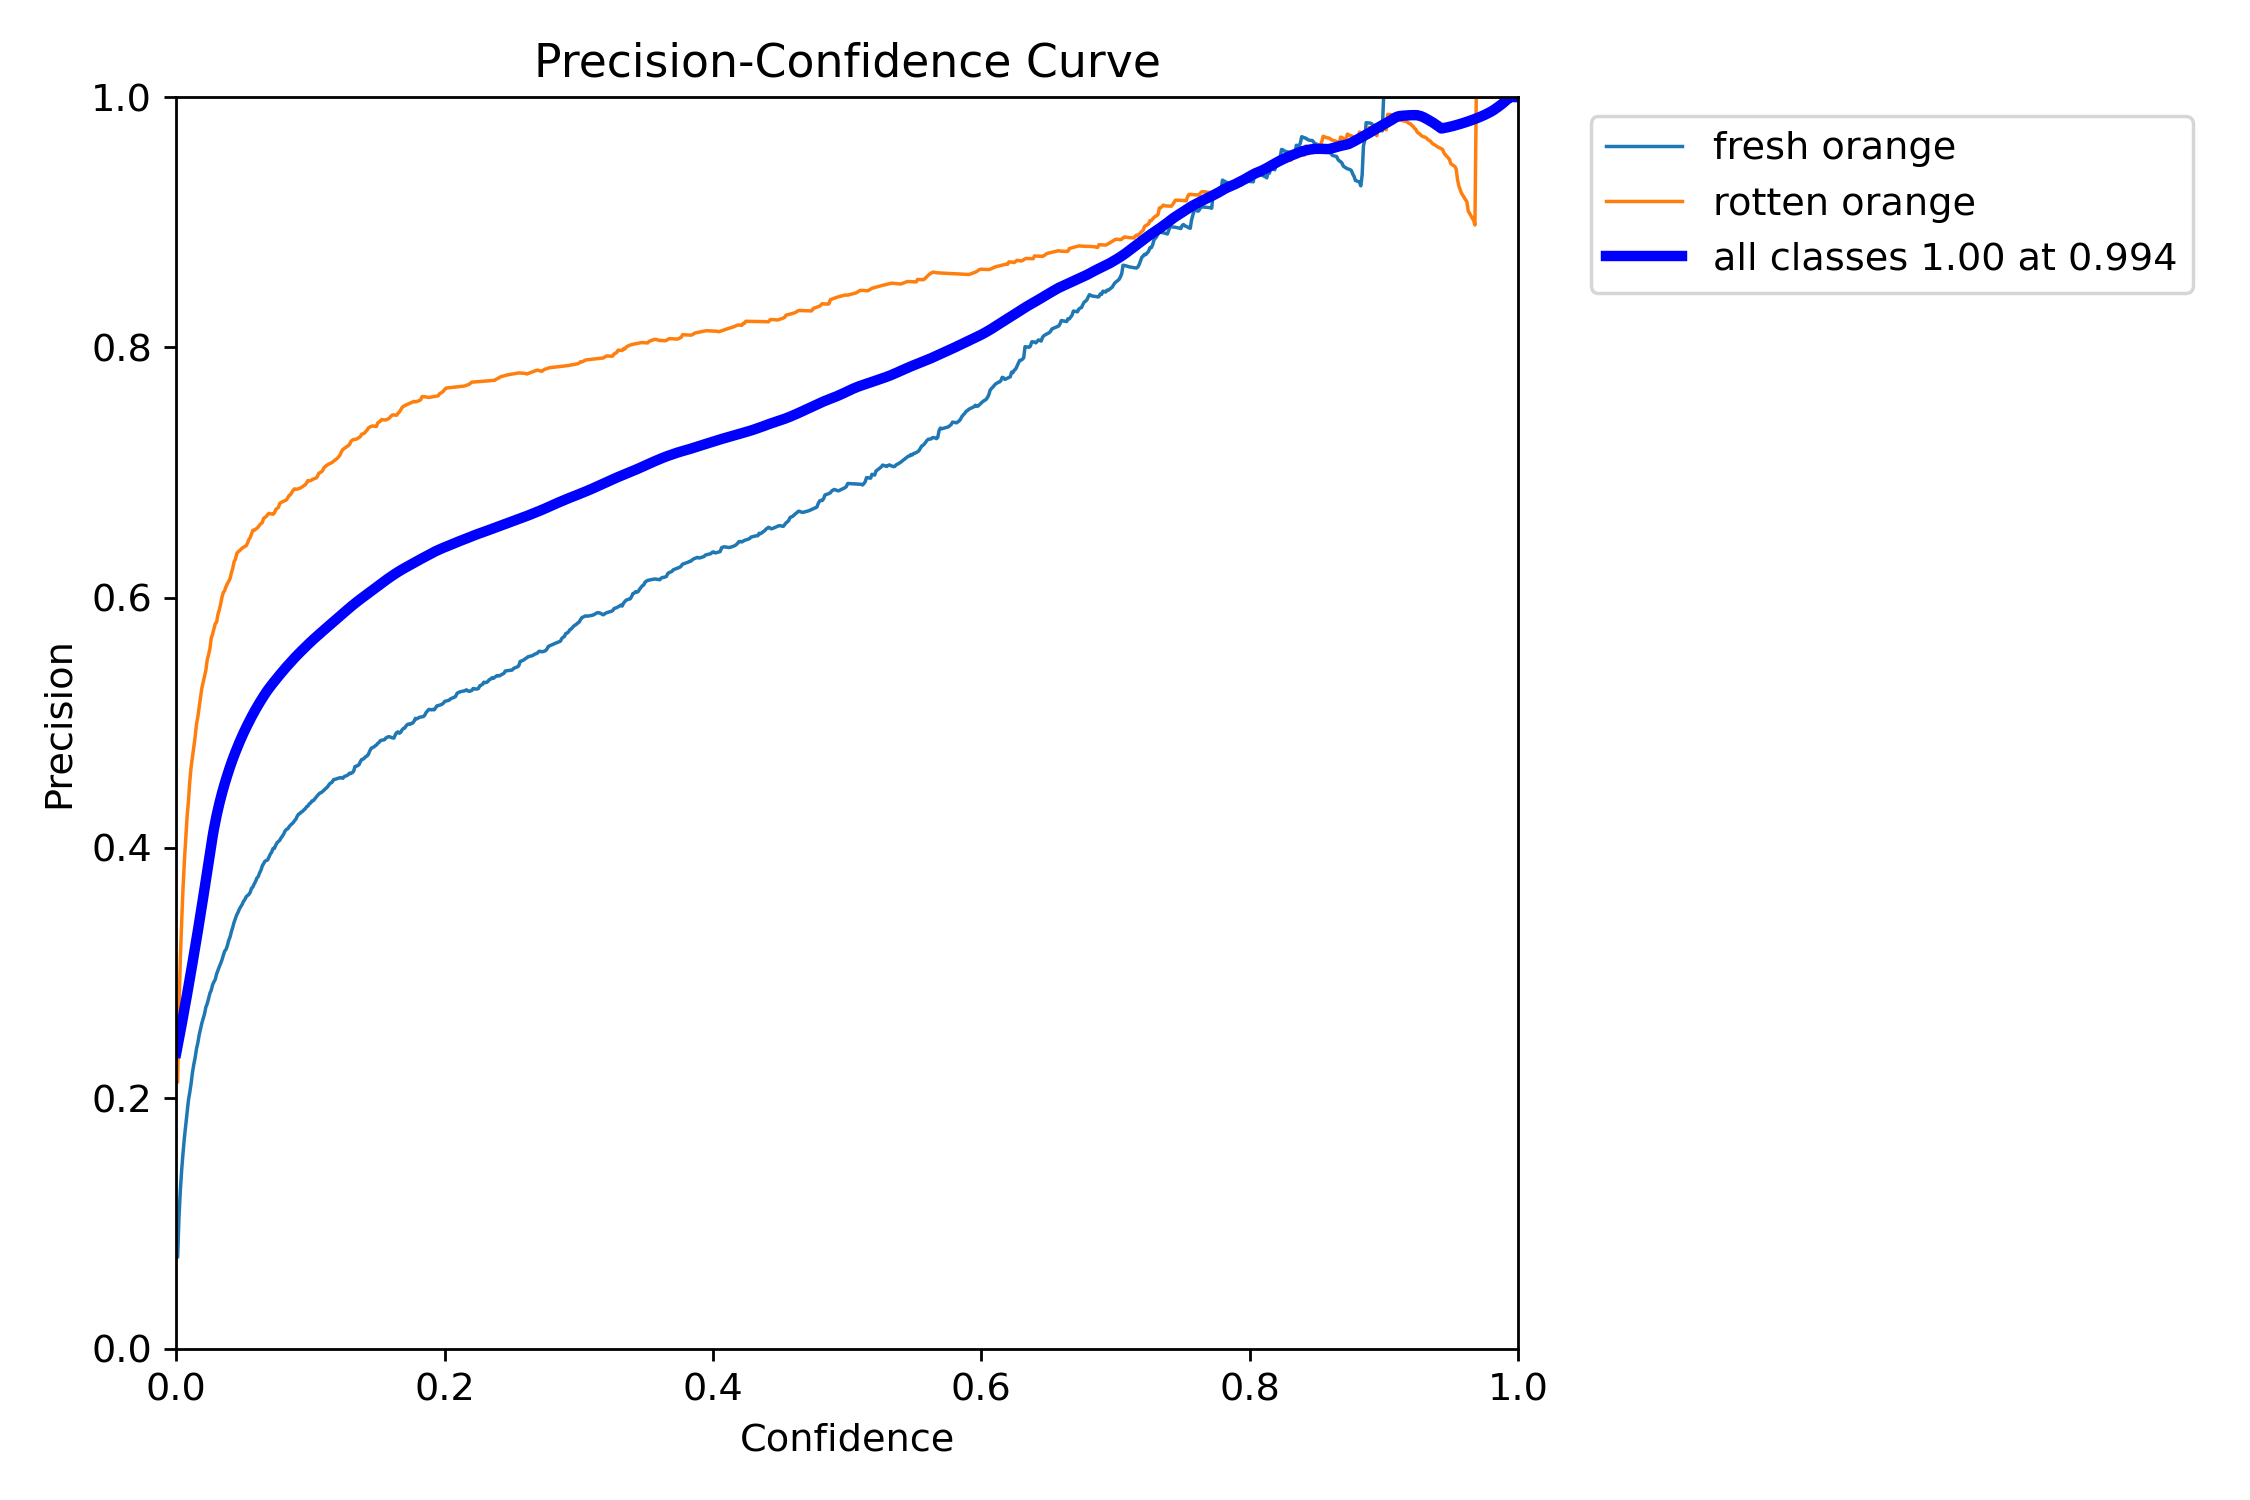 Precision-Confidence Curve
1.0
0.8
0.6
0.4
0.2
0.0
Precision
0.0 0.2 0.4 0.6 0.8 1.0
Confidence
fresh orange
rotten orange
all classes 1.00 at 0.994